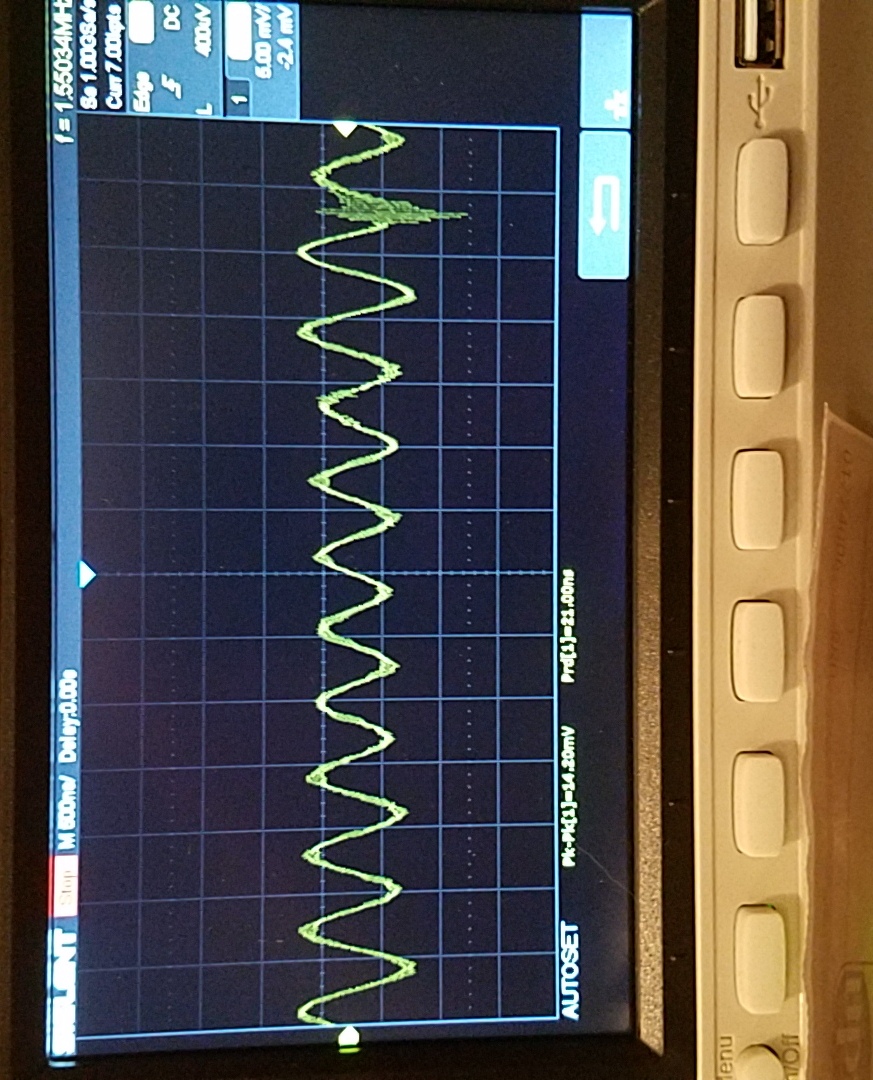 SIGLENT Stop M 500ns/ Delay:0.00s f = 1.55034MHz
Sa 1.00GSa/s
Curr 7.00kpts
Edge
DC
L 400uV
1
5.00 mV/
-2.4 mV
AUTOSET Pk-Pk[1]=14.20mV Prd[1]=21.00ns
Menu
n/Off